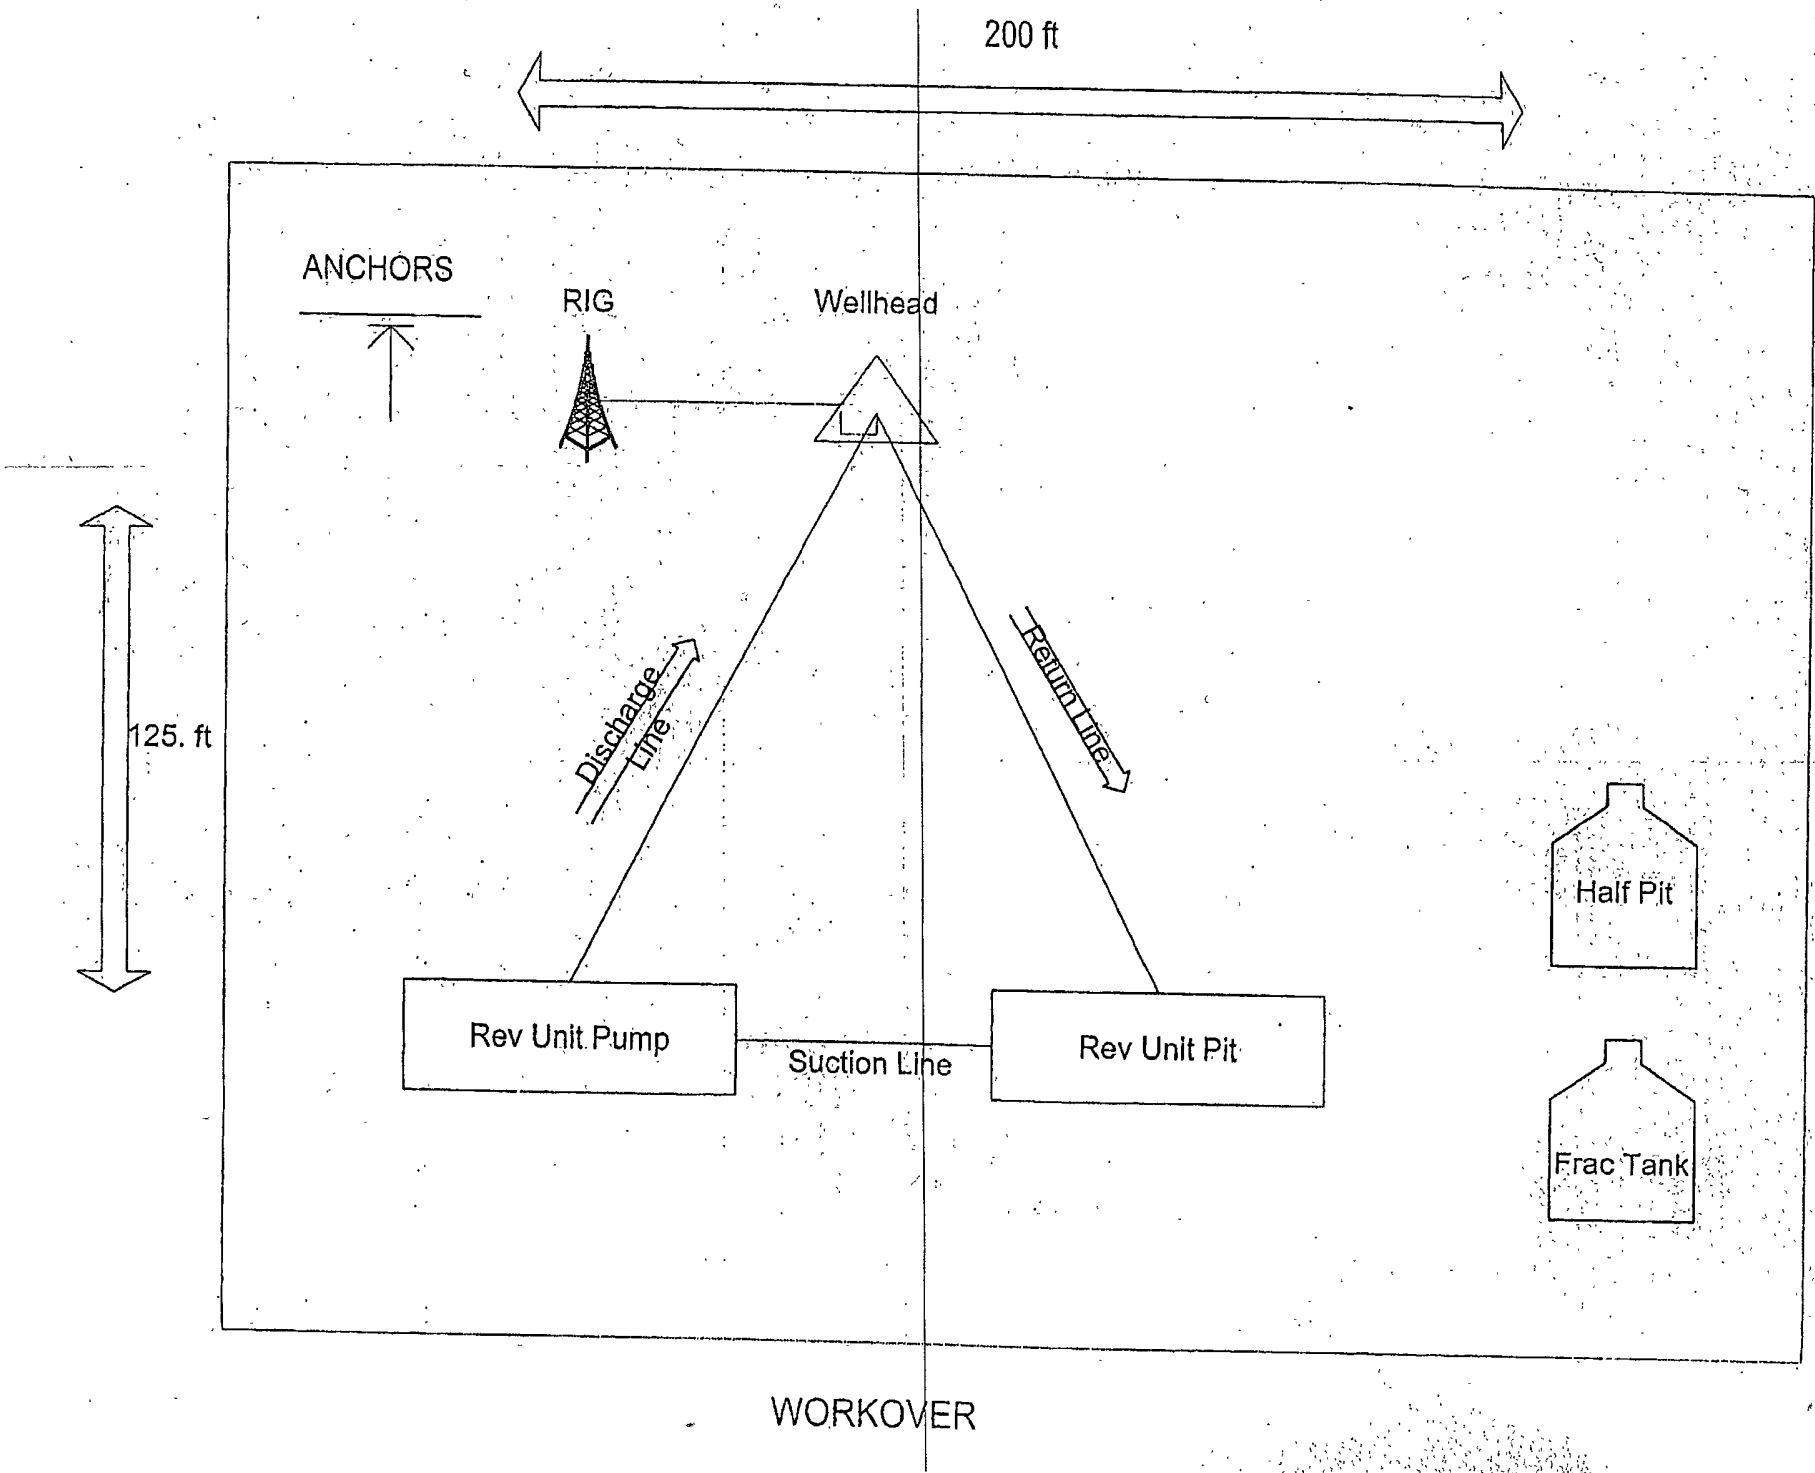 200 ft
ANCHORS
RIG
Wellhead
125. ft
Discharge
Line
Return Line
Half Pit
Rev Unit Pump
Suction Line
Rev Unit Pit
Frac Tank
WORKOVER